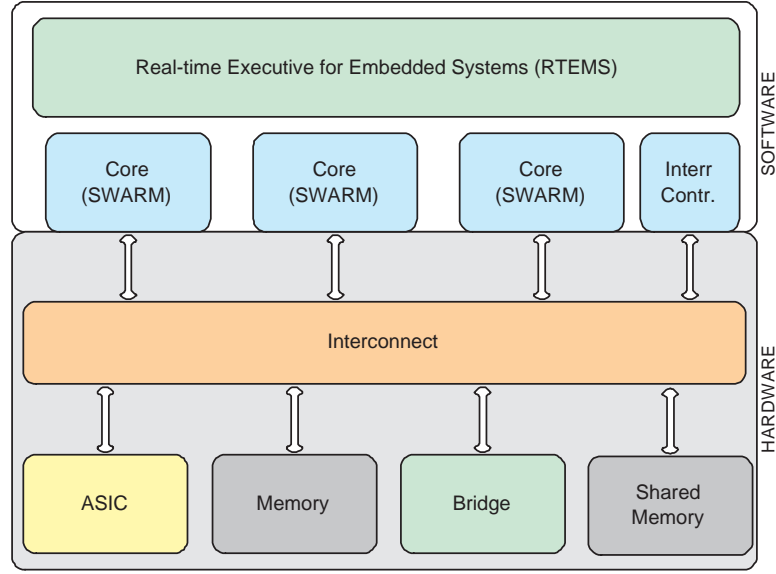 Real-time Executive for Embedded Systems (RTEMS)
SOFTWARE
Core
(SWARM)
Core
(SWARM)
Core
(SWARM)
Interr
Contr.
Interconnect
HARDWARE
ASIC
Memory
Bridge
Shared
Memory